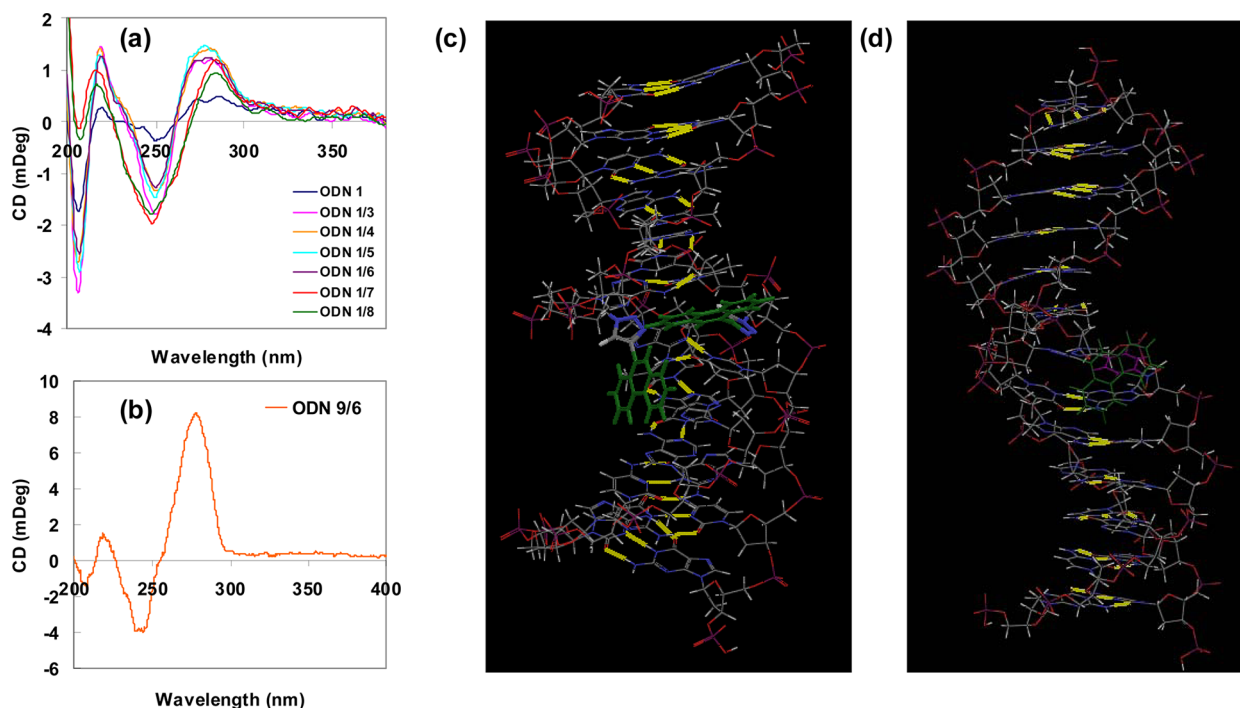 (a)
CD (mDeg)
2
1
0
-1
-2
-3
-4
200
250
300
350
ODN 1
ODN 1/3
ODN 1/4
ODN 1/5
ODN 1/6
ODN 1/7
ODN 1/8
Wavelength (nm)
(b)
CD (mDeg)
10
8
6
4
2
0
-2
-4
-6
200
250
300
350
400
ODN 9/6
Wavelength (nm)
(c)
(d)